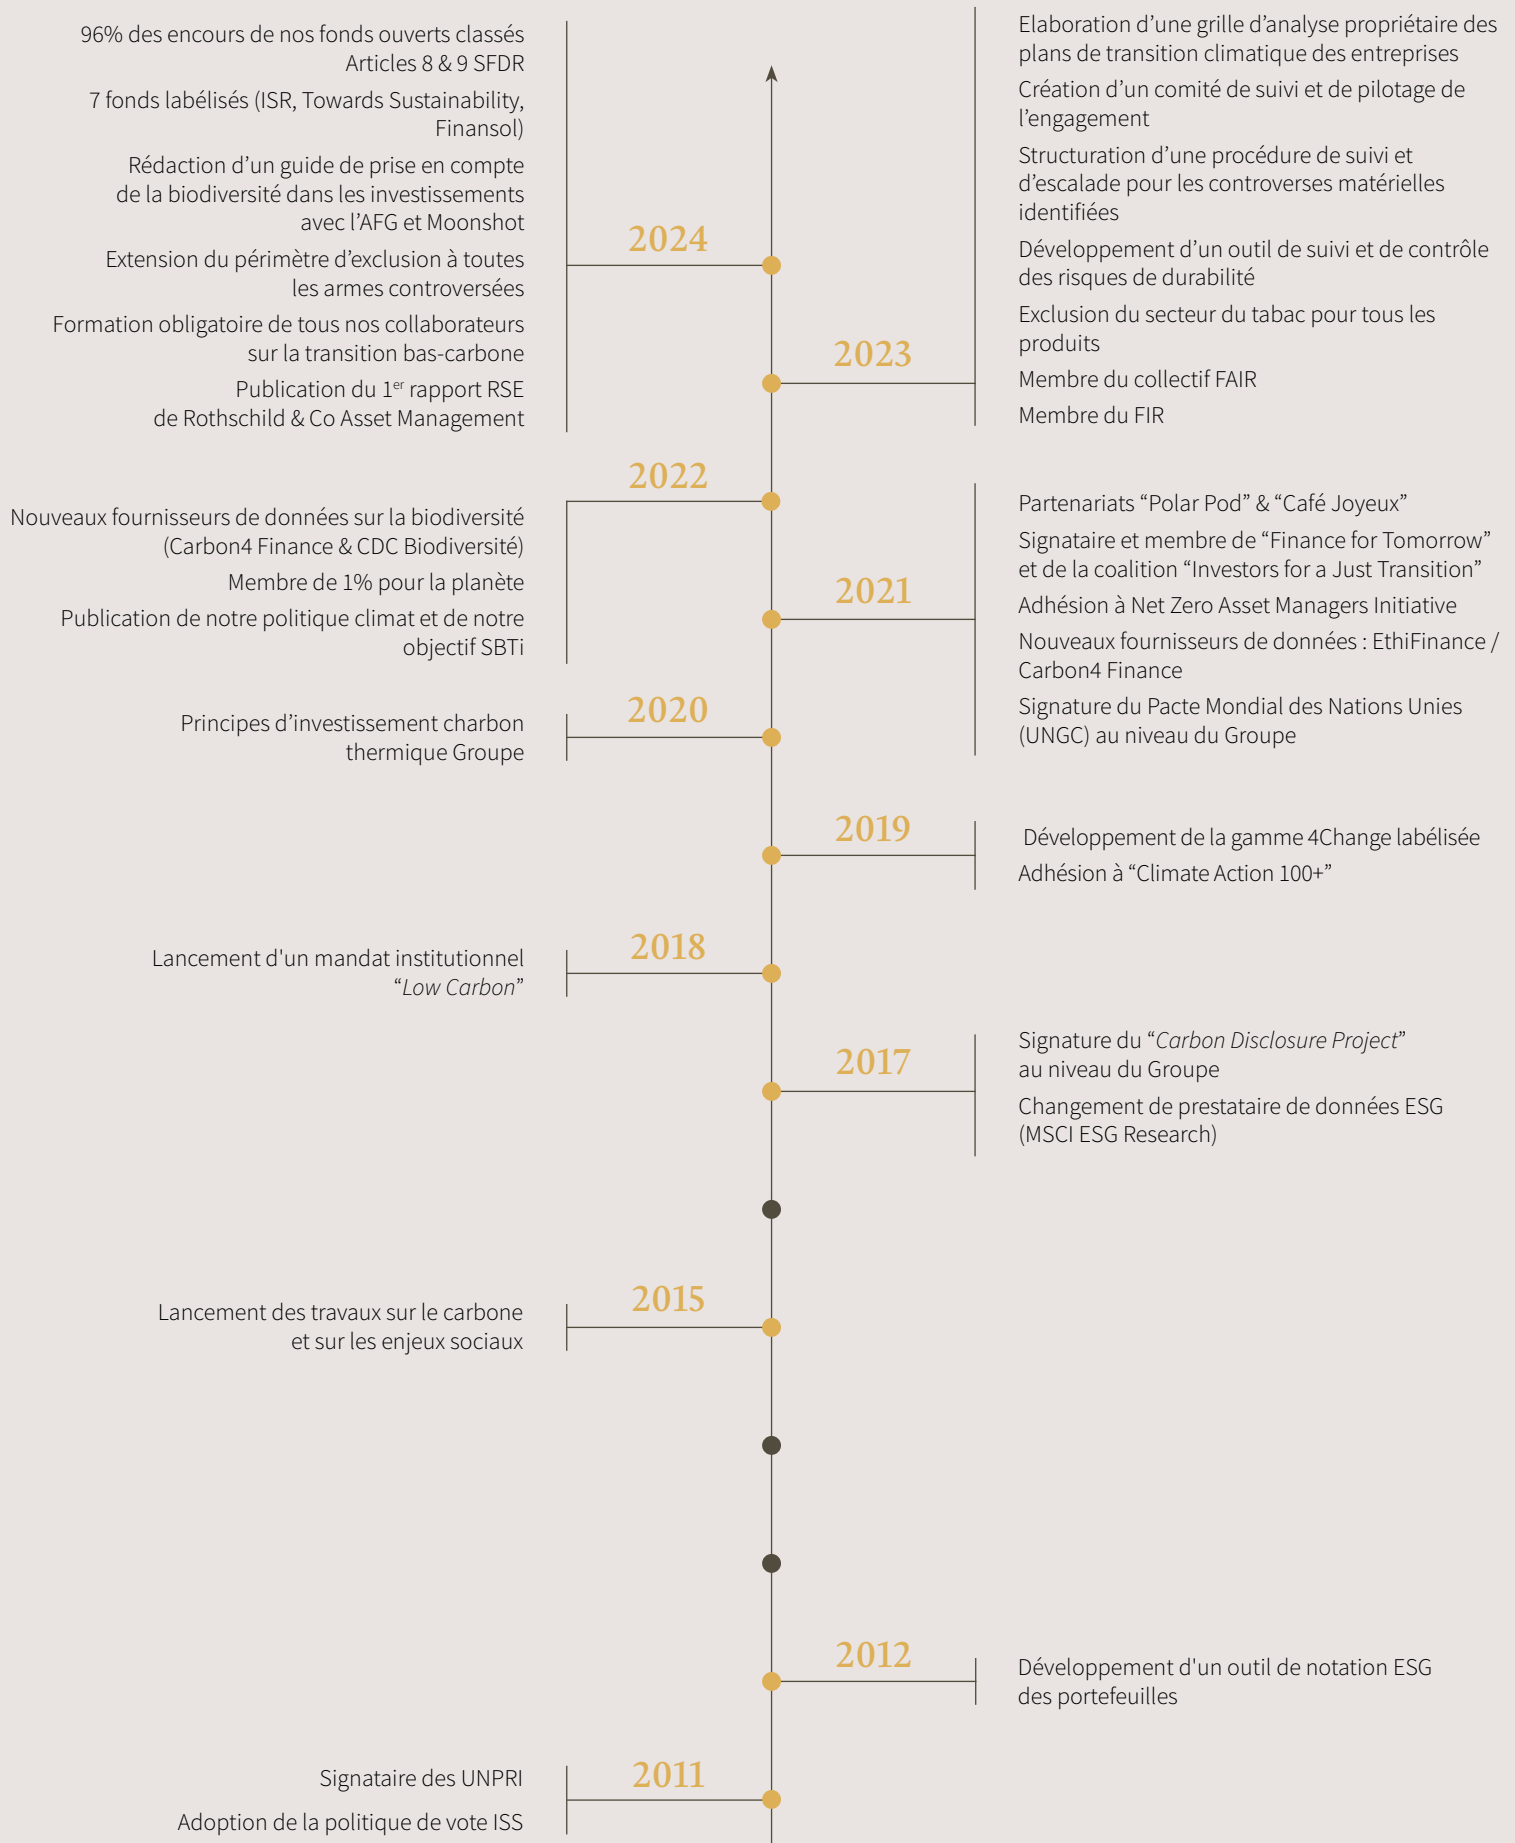 2024
96% des encours de nos fonds ouverts classés
Articles 8 & 9 SFDR
7 fonds labélisés (ISR, Towards Sustainability,
Finansol)
Rédaction d’un guide de prise en compte
de la biodiversité dans les investissements
avec l’AFG et Moonshot
Extension du périmètre d’exclusion à toutes
les armes controversées
Formation obligatoire de tous nos collaborateurs
sur la transition bas-carbone
Publication du 1er rapport RSE
de Rothschild & Co Asset Management
2023
Elaboration d’une grille d’analyse propriétaire des
plans de transition climatique des entreprises
Création d’un comité de suivi et de pilotage de
l’engagement
Structuration d’une procédure de suivi et
d’escalade pour les controverses matérielles
identifiées
Développement d’un outil de suivi et de contrôle
des risques de durabilité
Exclusion du secteur du tabac pour tous les
produits
Membre du collectif FAIR
Membre du FIR
2022
Nouveaux fournisseurs de données sur la biodiversité
(Carbon4 Finance & CDC Biodiversité)
Membre de 1% pour la planète
Publication de notre politique climat et de notre
objectif SBTi
2021
Partenariats “Polar Pod” & “Café Joyeux”
Signataire et membre de “Finance for Tomorrow”
et de la coalition “Investors for a Just Transition”
Adhésion à Net Zero Asset Managers Initiative
Nouveaux fournisseurs de données : EthiFinance /
Carbon4 Finance
Signature du Pacte Mondial des Nations Unies
(UNGC) au niveau du Groupe
2020
Principes d’investissement charbon
thermique Groupe
2019
Développement de la gamme 4Change labélisée
Adhésion à “Climate Action 100+”
2018
Lancement d'un mandat institutionnel
“Low Carbon”
2017
Signature du “Carbon Disclosure Project”
au niveau du Groupe
Changement de prestataire de données ESG
(MSCI ESG Research)
2015
Lancement des travaux sur le carbone
et sur les enjeux sociaux
2012
Développement d'un outil de notation ESG
des portefeuilles
2011
Signataire des UNPRI
Adoption de la politique de vote ISS